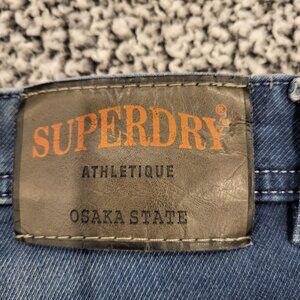 SUPERDRY®
ATHLETIQUE
OSAKA STATE